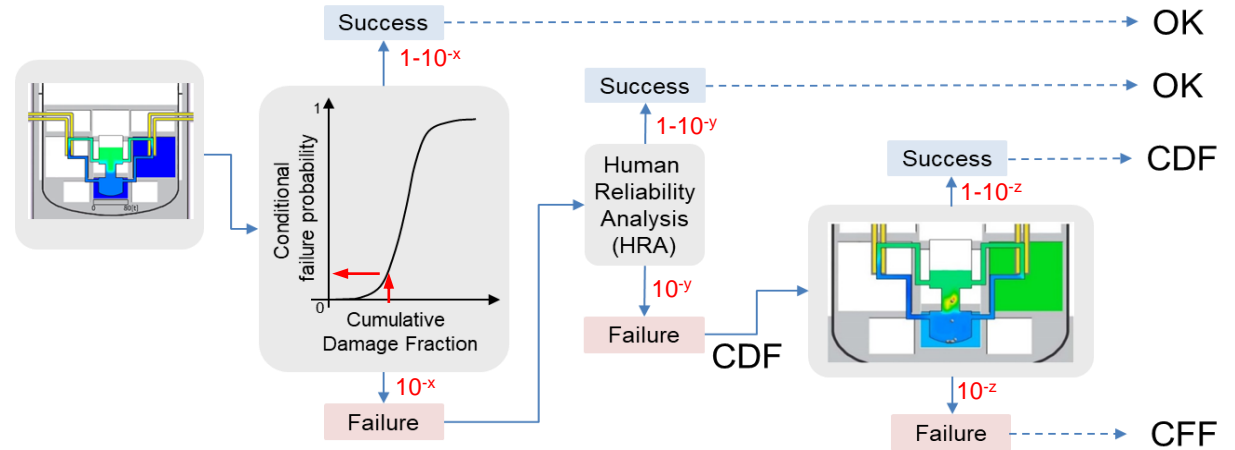 Success
OK
1-10-x
Success
OK
1-10-y
1
Conditional
failure probability
0
Cumulative
Damage Fraction
Human
Reliability
Analysis
(HRA)
Success
CDF
1-10-z
10-y
Failure
CDF
10-x
Failure
10-z
Failure
CFF